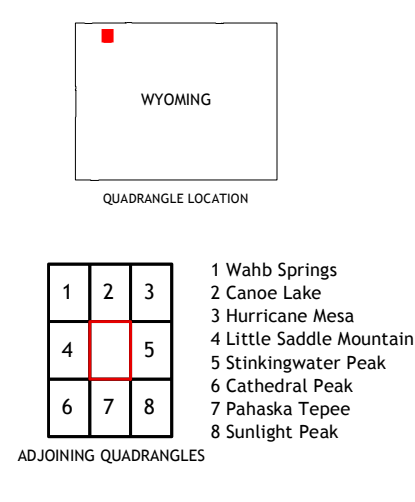 WYOMING
QUADRANGLE LOCATION
1 2 3
4 5
6 7 8
ADJOINING QUADRANGLES
1 Wahb Springs
2 Canoe Lake
3 Hurricane Mesa
4 Little Saddle Mountain
5 Stinkingwater Peak
6 Cathedral Peak
7 Pahaska Tepee
8 Sunlight Peak